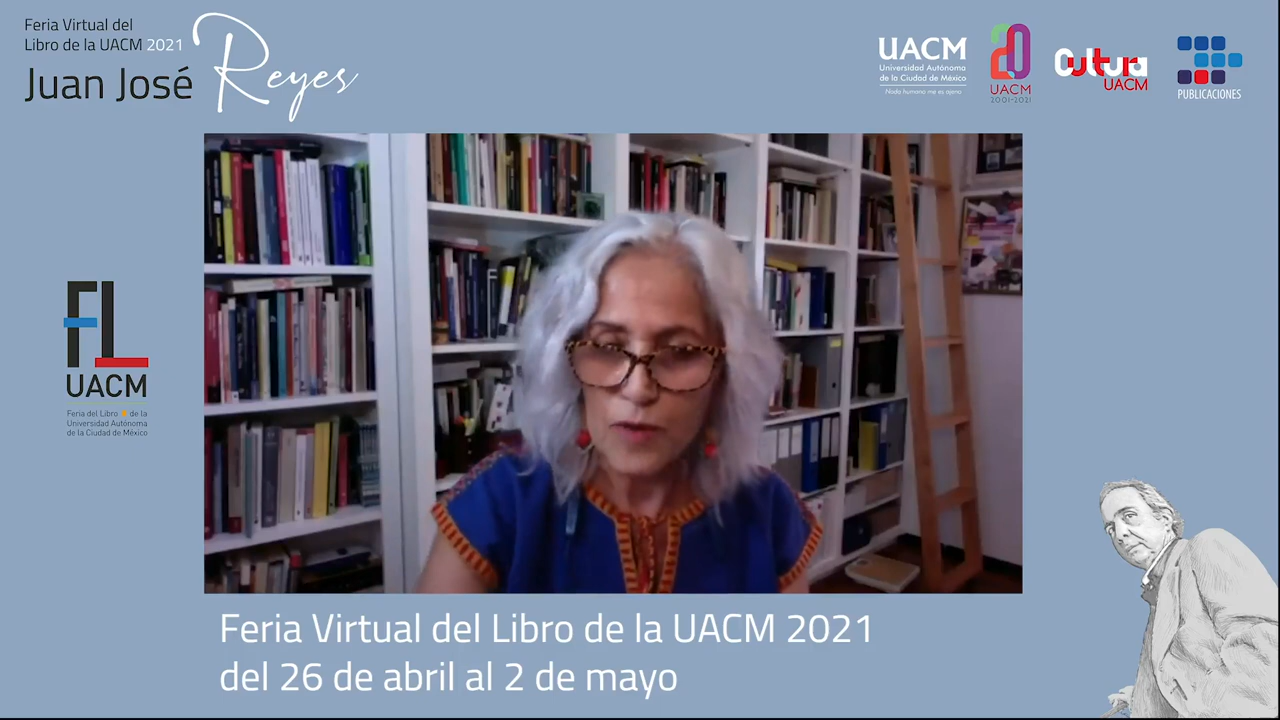 Feria Virtual del
Libro de la UACM 2021
Juan José Reyes
UACM
Universidad Autónoma
de la Ciudad de México
Nada humano me es ajeno
20
UACM
2001-2021
Cultura
UACM
PUBLICACIONES
FL
UACM
Feria del Libro de la
Universidad Autónoma
de la Ciudad de México
Feria Virtual del Libro de la UACM 2021
del 26 de abril al 2 de mayo